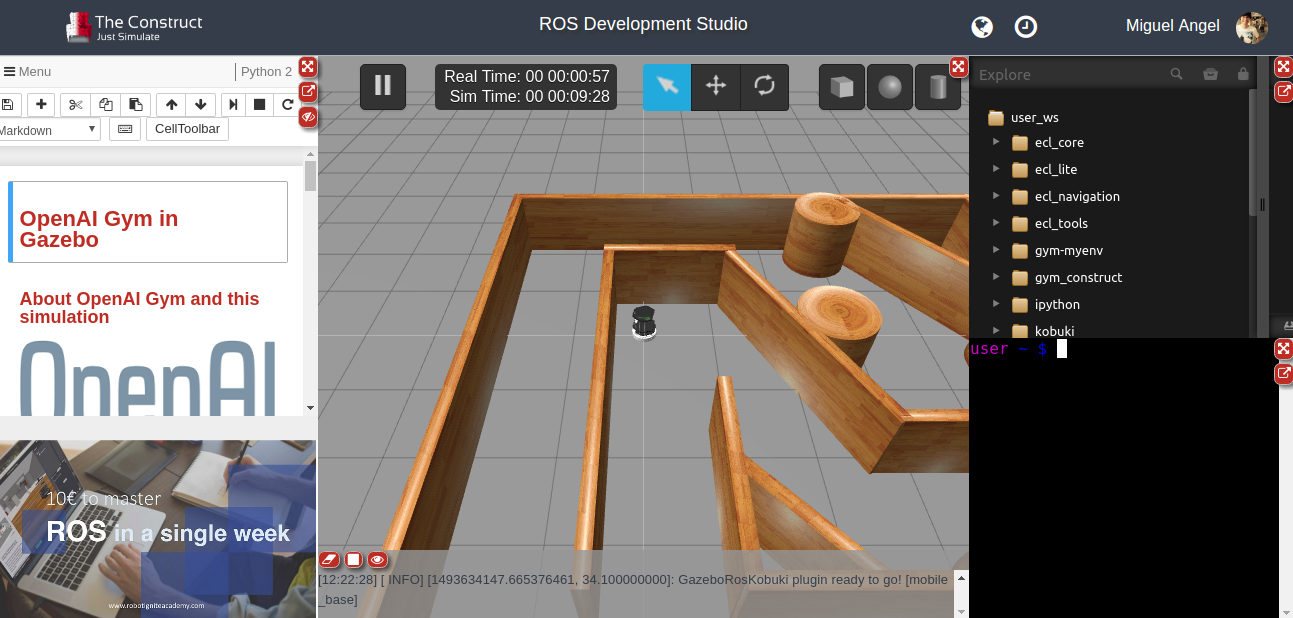 The Construct
Just Simulate
ROS Development Studio
Miguel Angel
Menu
Python 2
Markdown
CellToolbar
OpenAI Gym in
Gazebo
About OpenAI Gym and this
simulation
OpenAI
10€ to master
ROS in a single week
www.robotigniteacademy.com
Real Time: 00 00:00:57
Sim Time: 00 00:09:28
[12:22:28] [ INFO] [1493634147.665376461, 34.100000000]: GazeboRosKobuki plugin ready to go! [mobile
_base]
Explore
user_ws
ecl_core
ecl_lite
ecl_navigation
ecl_tools
gym-myenv
gym_construct
ipython
kobuki
user ~ $